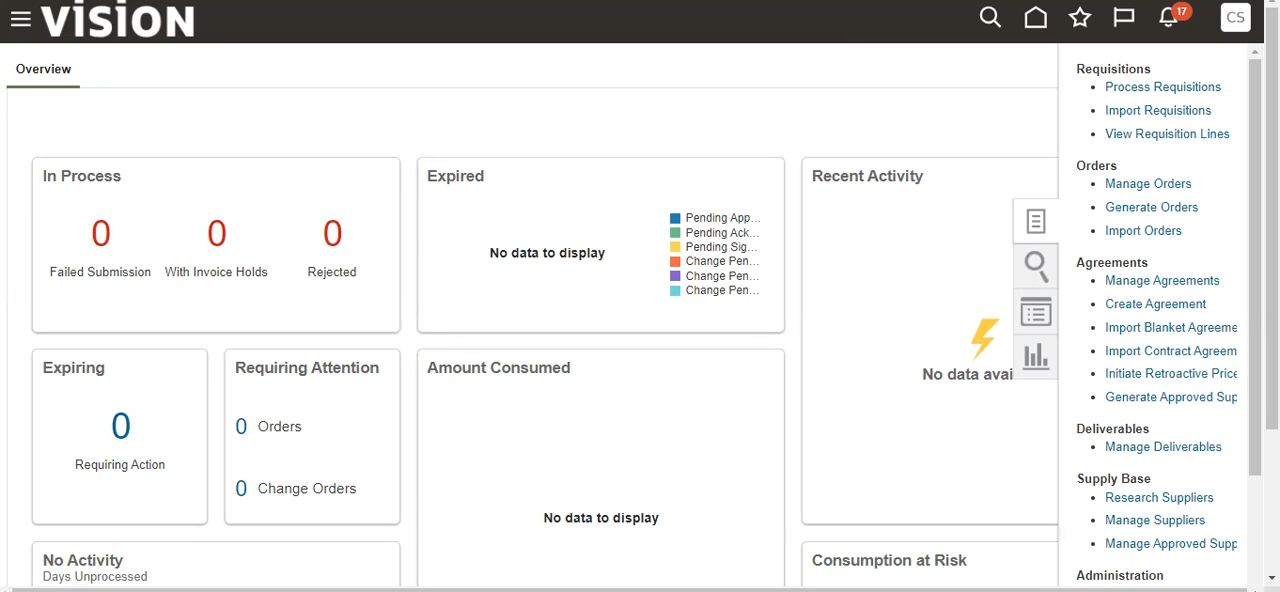 vision
17
CS
Overview
In Process
0
0
0
Failed Submission
With Invoice Holds
Rejected
Expired
No data to display
Pending App...
Pending Ack...
Pending Sig...
Change Pen...
Change Pen...
Change Pen...
Recent Activity
No data avai
Expiring
0
Requiring Action
Requiring Attention
0 Orders
0 Change Orders
Amount Consumed
No data to display
No Activity
Days Unprocessed
Consumption at Risk
Requisitions
Process Requisitions
Import Requisitions
View Requisition Lines
Orders
Manage Orders
Generate Orders
Import Orders
Agreements
Manage Agreements
Create Agreement
Import Blanket Agreeme
Import Contract Agreem
Initiate Retroactive Price
Generate Approved Sup
Deliverables
Manage Deliverables
Supply Base
Research Suppliers
Manage Suppliers
Manage Approved Supp
Administration